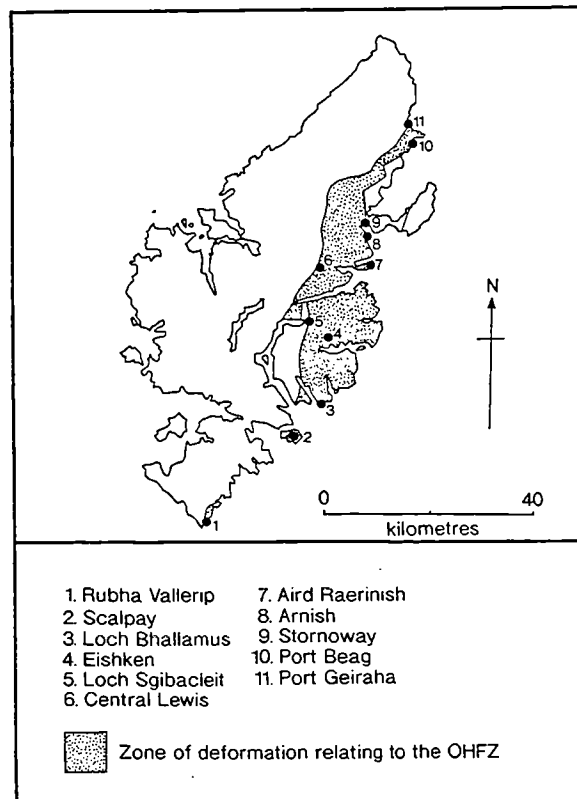 11
10
9
8
7
6
N
5
4
3
2
0 40
kilometres
1
1. Rubha Vallerip
2. Scalpay
3. Loch Bhallamus
4. Eishken
5. Loch Sgibacleit
6. Central Lewis
7. Aird Raerinish
8. Arnish
9. Stornoway
10. Port Beag
11. Port Geiraha
Zone of deformation relating to the OHFZ